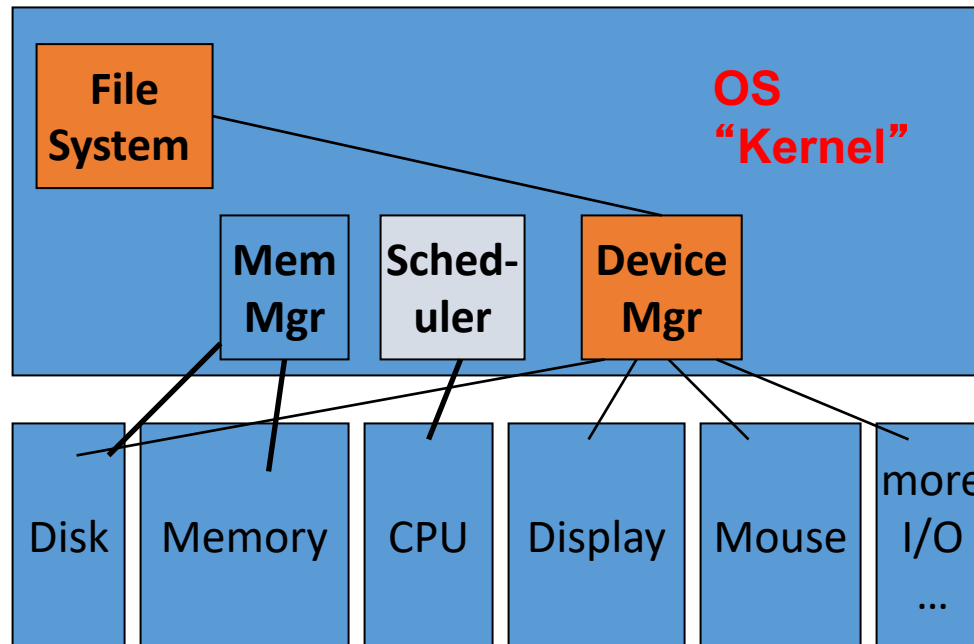 File
System
OS
“Kernel”
Mem
Mgr
Sched-
uler
Device
Mgr
Disk
Memory
CPU
Display
Mouse
more
I/O
...